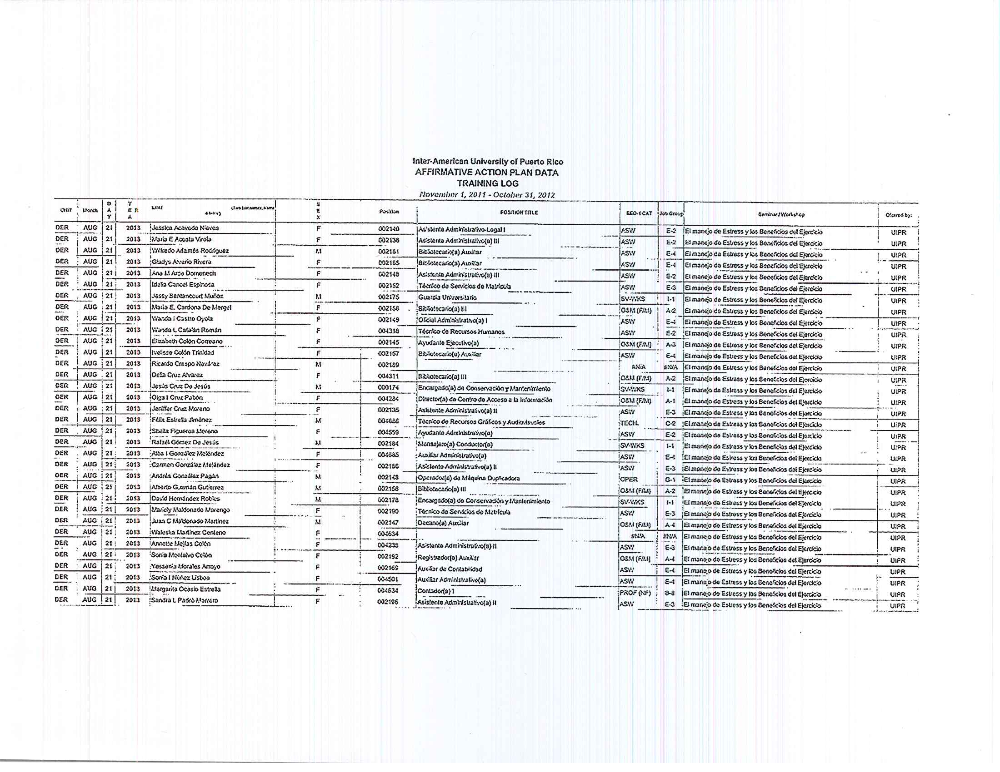 Inter-American University of Puerto Rico
AFFIRMATIVE ACTION PLAN DATA
TRAINING LOG
November 1, 2011 - October 31, 2012
UNIT Month DAY YEAR NAME SEX Position POSITION TITLE EEO-1 CAT Job Group Seminar / Workshop Offered by:
DER AUG 21 2013 Jessica Acevedo Nieves F 002140 Asistente Administrativo-Legal I ASW E-2 El manejo de Estress y los Beneficios del Ejercicio UIPR
DER AUG 21 2013 María E Acosta Virola F 002138 Asistente Administrativo(a) III ASW E-2 El manejo de Estress y los Beneficios del Ejercicio UIPR
DER AUG 21 2013 Wilfredo Adamés Rodríguez M 002161 Bibliotecario(a) Auxiliar ASW E-4 El manejo de Estress y los Beneficios del Ejercicio UIPR
DER AUG 21 2013 Gladys Alverio Rivera F 002165 Bibliotecario(a) Auxiliar ASW E-4 El manejo de Estress y los Beneficios del Ejercicio UIPR
DER AUG 21 2013 Ana M Arce Domenech F 002148 Asistente Administrativo(a) III ASW E-2 El manejo de Estress y los Beneficios del Ejercicio UIPR
DER AUG 21 2013 Idalia Cancel Espinosa F 002152 Técnico de Servicios de Matrícula ASW E-3 El manejo de Estress y los Beneficios del Ejercicio UIPR
DER AUG 21 2013 Jossy Bentancourt Muñoz M 002175 Guardia Universitario SV-WKS I-1 El manejo de Estress y los Beneficios del Ejercicio UIPR
DER AUG 21 2013 María E. Cardona De Mergel F 002158 Bibliotecario(a) III O&M (F/M) A-2 El manejo de Estress y los Beneficios del Ejercicio UIPR
DER AUG 21 2013 Wanda I Castro Oyola F 002149 Oficial Administrativo(a) I ASW E-4 El manejo de Estress y los Beneficios del Ejercicio UIPR
DER AUG 21 2013 Wanda L Catalán Román F 004318 Técnico de Recursos Humanos ASW E-2 El manejo de Estress y los Beneficios del Ejercicio UIPR
DER AUG 21 2013 Elizabeth Colón Correano F 002145 Ayudante Ejecutivo(a) O&M (F/M) A-3 El manejo de Estress y los Beneficios del Ejercicio UIPR
DER AUG 21 2013 Ivelisse Colón Trinidad F 002157 Bibliotecario(a) Auxiliar ASW E-4 El manejo de Estress y los Beneficios del Ejercicio UIPR
DER AUG 21 2013 Ricardo Crespo Naváraz M 002189 #N/A #N/A El manejo de Estress y los Beneficios del Ejercicio UIPR
DER AUG 21 2013 Delia Cruz Alvarez F 004311 Bibliotecario(a) III O&M (F/M) A-2 El manejo de Estress y los Beneficios del Ejercicio UIPR
DER AUG 21 2013 Jesús Cruz De Jesús M 000174 Encargado(a) de Conservación y Mantenimiento SV-WKS I-1 El manejo de Estress y los Beneficios del Ejercicio UIPR
DER AUG 21 2013 Olga I Cruz Pabón F 004284 Director(a) de Centro de Acceso a la Información O&M (F/M) A-1 El manejo de Estress y los Beneficios del Ejercicio UIPR
DER AUG 21 2013 Jeniffer Cruz Moreno F 002135 Asistente Administrativo(a) II ASW E-3 El manejo de Estress y los Beneficios del Ejercicio UIPR
DER AUG 21 2013 Félix Estrella Jiménez M 004686 Técnico de Recursos Gráficos y Audiovisuales TECH. C-2 El manejo de Estress y los Beneficios del Ejercicio UIPR
DER AUG 21 2013 Sheila Figueroa Moreno F 004559 Ayudante Administrativo(a) ASW E-2 El manejo de Estress y los Beneficios del Ejercicio UIPR
DER AUG 21 2013 Rafaél Gómez De Jesús M 002184 Mensajero(a) Conductor(a) SV-WKS I-1 El manejo de Estress y los Beneficios del Ejercicio UIPR
DER AUG 21 2013 Alba I González Meléndez F 004685 Auxiliar Administrativo(a) ASW E-4 El manejo de Estress y los Beneficios del Ejercicio UIPR
DER AUG 21 2013 Carmen González Meléndez F 002186 Asistente Administrativo(a) II ASW E-3 El manejo de Estress y los Beneficios del Ejercicio UIPR
DER AUG 21 2013 Andrés González Pagán M 002143 Operador(a) de Máquina Duplicadora OPER G-1 El manejo de Estress y los Beneficios del Ejercicio UIPR
DER AUG 21 2013 Alberto Guzmán Gutierrez M 002156 Bibliotecario(a) III O&M (F/M) A-2 El manejo de Estress y los Beneficios del Ejercicio UIPR
DER AUG 21 2013 David Hernández Robles M 002178 Encargado(a) de Conservación y Mantenimiento SV-WKS I-1 El manejo de Estress y los Beneficios del Ejercicio UIPR
DER AUG 21 2013 Mariely Maldonado Marengo F 002190 Técnico de Servicios de Matrícula ASW E-3 El manejo de Estress y los Beneficios del Ejercicio UIPR
DER AUG 21 2013 Juan C Maldonado Martinez M 002147 Decano(a) Auxiliar O&M (F/M) A-4 El manejo de Estress y los Beneficios del Ejercicio UIPR
DER AUG 21 2013 Waleska Martínez Centeno F 004634 #N/A #N/A El manejo de Estress y los Beneficios del Ejercicio UIPR
DER AUG 21 2013 Annette Mejías Colón F 004233 Asistente Administrativo(a) II ASW E-3 El manejo de Estress y los Beneficios del Ejercicio UIPR
DER AUG 21 2013 Sonia Montalvo Colón F 002192 Registrador(a) Auxiliar O&M (F/M) A-4 El manejo de Estress y los Beneficios del Ejercicio UIPR
DER AUG 21 2013 Yessenia Morales Arroyo F 002169 Auxiliar de Contabilidad ASW E-4 El manejo de Estress y los Beneficios del Ejercicio UIPR
DER AUG 21 2013 Sonia I Núñez Lisboa F 004501 Auxiliar Administrativo(a) ASW E-4 El manejo de Estress y los Beneficios del Ejercicio UIPR
DER AUG 21 2013 Margarita Ocasio Estrella F 004634 Contador(a) I PROF (NF) B-8 El manejo de Estress y los Beneficios del Ejercicio UIPR
DER AUG 21 2013 Sandra L Padró Marrero F 002196 Asistente Administrativo(a) II ASW E-3 El manejo de Estress y los Beneficios del Ejercicio UIPR